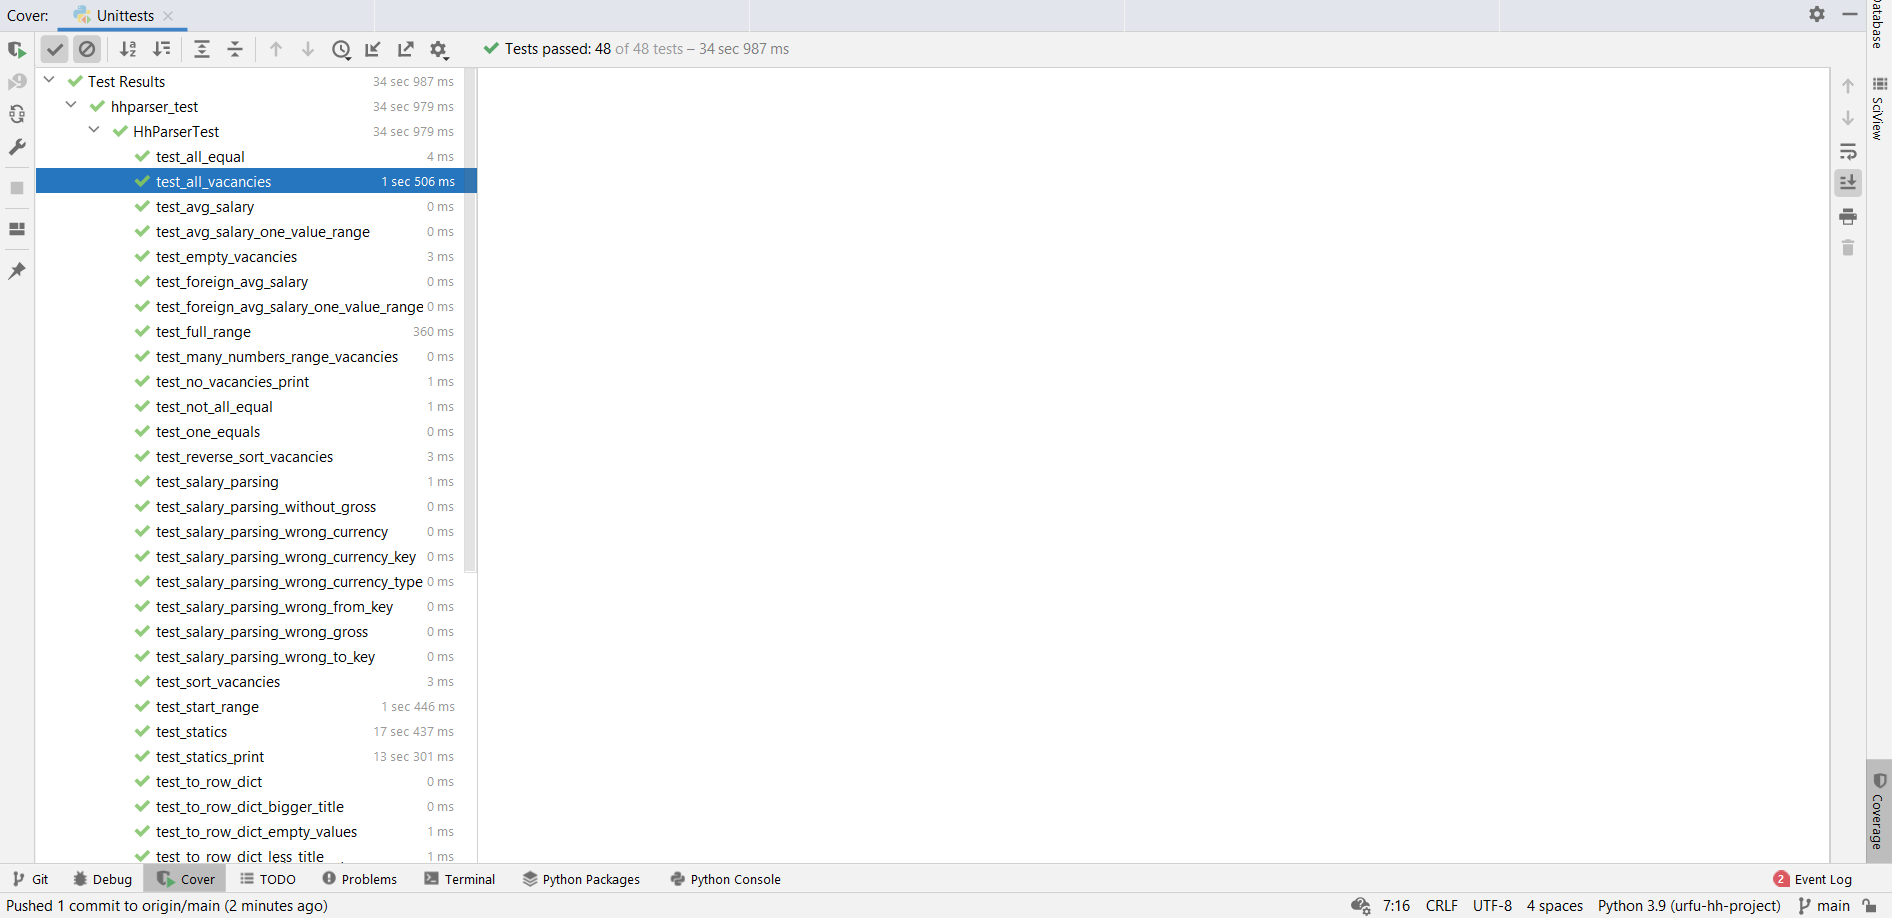 Cover: Unittests
Tests passed: 48 of 48 tests – 34 sec 987 ms
Test Results 34 sec 987 ms
hhparser_test 34 sec 979 ms
HhParserTest 34 sec 979 ms
test_all_equal 4 ms
test_all_vacancies 1 sec 506 ms
test_avg_salary 0 ms
test_avg_salary_one_value_range 0 ms
test_empty_vacancies 3 ms
test_foreign_avg_salary 0 ms
test_foreign_avg_salary_one_value_range 0 ms
test_full_range 360 ms
test_many_numbers_range_vacancies 0 ms
test_no_vacancies_print 1 ms
test_not_all_equal 1 ms
test_one_equals 0 ms
test_reverse_sort_vacancies 3 ms
test_salary_parsing 1 ms
test_salary_parsing_without_gross 0 ms
test_salary_parsing_wrong_currency 0 ms
test_salary_parsing_wrong_currency_key 0 ms
test_salary_parsing_wrong_currency_type 0 ms
test_salary_parsing_wrong_from_key 0 ms
test_salary_parsing_wrong_gross 0 ms
test_salary_parsing_wrong_to_key 0 ms
test_sort_vacancies 3 ms
test_start_range 1 sec 446 ms
test_statics 17 sec 437 ms
test_statics_print 13 sec 301 ms
test_to_row_dict 0 ms
test_to_row_dict_bigger_title 0 ms
test_to_row_dict_empty_values 1 ms
test_to_row_dict_less_title 1 ms
Database
SciView
Coverage
Git Debug Cover TODO Problems Terminal Python Packages Python Console 2 Event Log
Pushed 1 commit to origin/main (2 minutes ago) 7:16 CRLF UTF-8 4 spaces Python 3.9 (urfu-hh-project) main